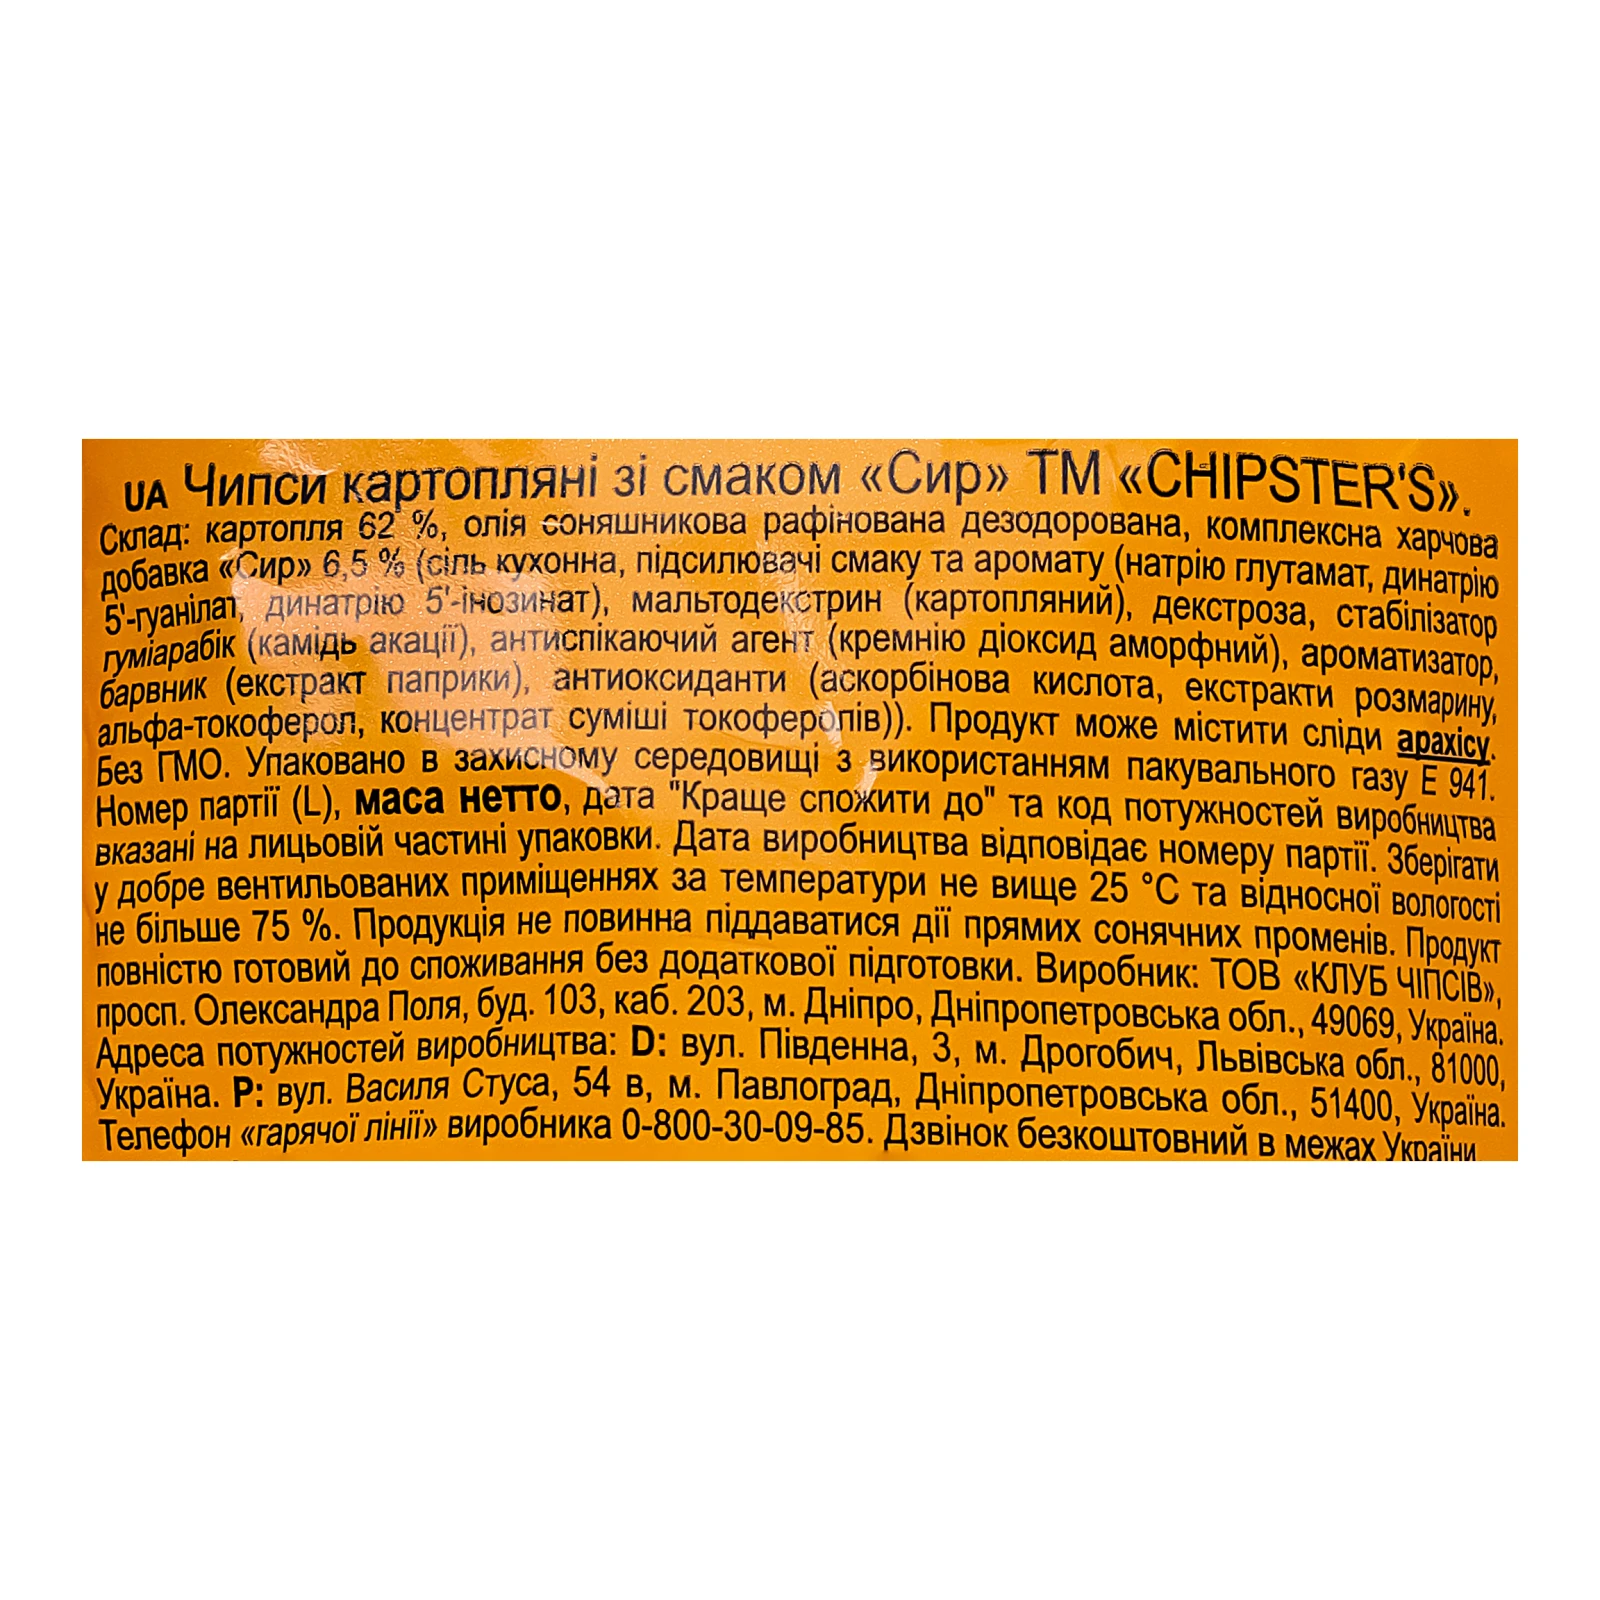 UA Чипси картопляні зі смаком «Сир» ТМ «CHIPSTER'S».
Склад: картопля 62 %, олія соняшникова рафінована дезодорована, комплексна харчова
добавка «Сир» 6,5 % (сіль кухонна, підсилювачі смаку та аромату (натрію глутамат, динатрію
5'-гуанілат, динатрію 5'-інозинат), мальтодекстрин (картопляний), декстроза, стабілізатор
гуміарабік (камідь акації), антиспікаючий агент (кремнію діоксид аморфний), ароматизатор,
барвник (екстракт паприки), антиоксиданти (аскорбінова кислота, екстракти розмарину,
альфа-токоферол, концентрат суміші токоферолів)). Продукт може містити сліди арахісу.
Без ГМО. Упаковано в захисному середовищі з використанням пакувального газу Е 941.
Номер партії (L), маса нетто, дата "Краще спожити до" та код потужностей виробництва
вказані на лицьовій частині упаковки. Дата виробництва відповідає номеру партії. Зберігати
у добре вентильованих приміщеннях за температури не вище 25 °С та відносної вологості
не більше 75 %. Продукція не повинна піддаватися дії прямих сонячних променів. Продукт
повністю готовий до споживання без додаткової підготовки. Виробник: ТОВ «КЛУБ ЧІПСІВ»,
просп. Олександра Поля, буд. 103, каб. 203, м. Дніпро, Дніпропетровська обл., 49069, Україна.
Адреса потужностей виробництва: D: вул. Південна, 3, м. Дрогобич, Львівська обл., 81000,
Україна. P: вул. Василя Стуса, 54 в, м. Павлоград, Дніпропетровська обл., 51400, Україна.
Телефон «гарячої лінії» виробника 0-800-30-09-85. Дзвінок безкоштовний в межах України